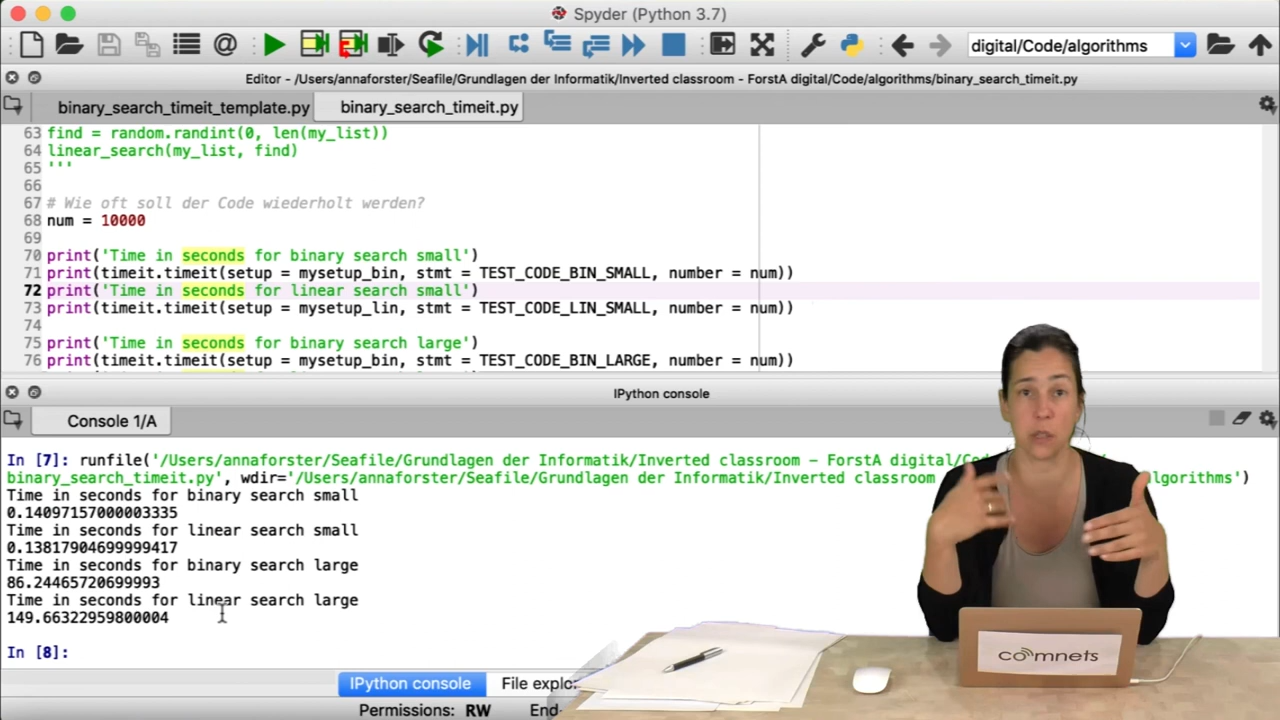 Spyder (Python 3.7)
digital/Code/algorithms
Editor - /Users/annaforster/Seafile/Grundlagen der Informatik/Inverted classroom - ForstA digital/Code/algorithms/binary_search_timeit.py
binary_search_timeit_template.py binary_search_timeit.py
63 find = random.randint(0, len(my_list))
64 linear_search(my_list, find)
65 '''
66
67 # Wie oft soll der Code wiederholt werden?
68 num = 10000
69
70 print('Time in seconds for binary search small')
71 print(timeit.timeit(setup = mysetup_bin, stmt = TEST_CODE_BIN_SMALL, number = num))
72 print('Time in seconds for linear search small')
73 print(timeit.timeit(setup = mysetup_lin, stmt = TEST_CODE_LIN_SMALL, number = num))
74
75 print('Time in seconds for binary search large')
76 print(timeit.timeit(setup = mysetup_bin, stmt = TEST_CODE_BIN_LARGE, number = num))
IPython console
Console 1/A
In [7]: runfile('/Users/annaforster/Seafile/Grundlagen der Informatik/Inverted classroom - ForstA digital/Co
binary_search_timeit.py', wdir='/Users/annaforster/Seafile/Grundlagen der Informatik/Inverted classroom lgorithms')
Time in seconds for binary search small
0.14097157000003335
Time in seconds for linear search small
0.13817904699999417
Time in seconds for binary search large
86.24465720699993
Time in seconds for linear search large
149.66322959800004
In [8]:
IPython console File explo
Permissions: RW End-
comnets